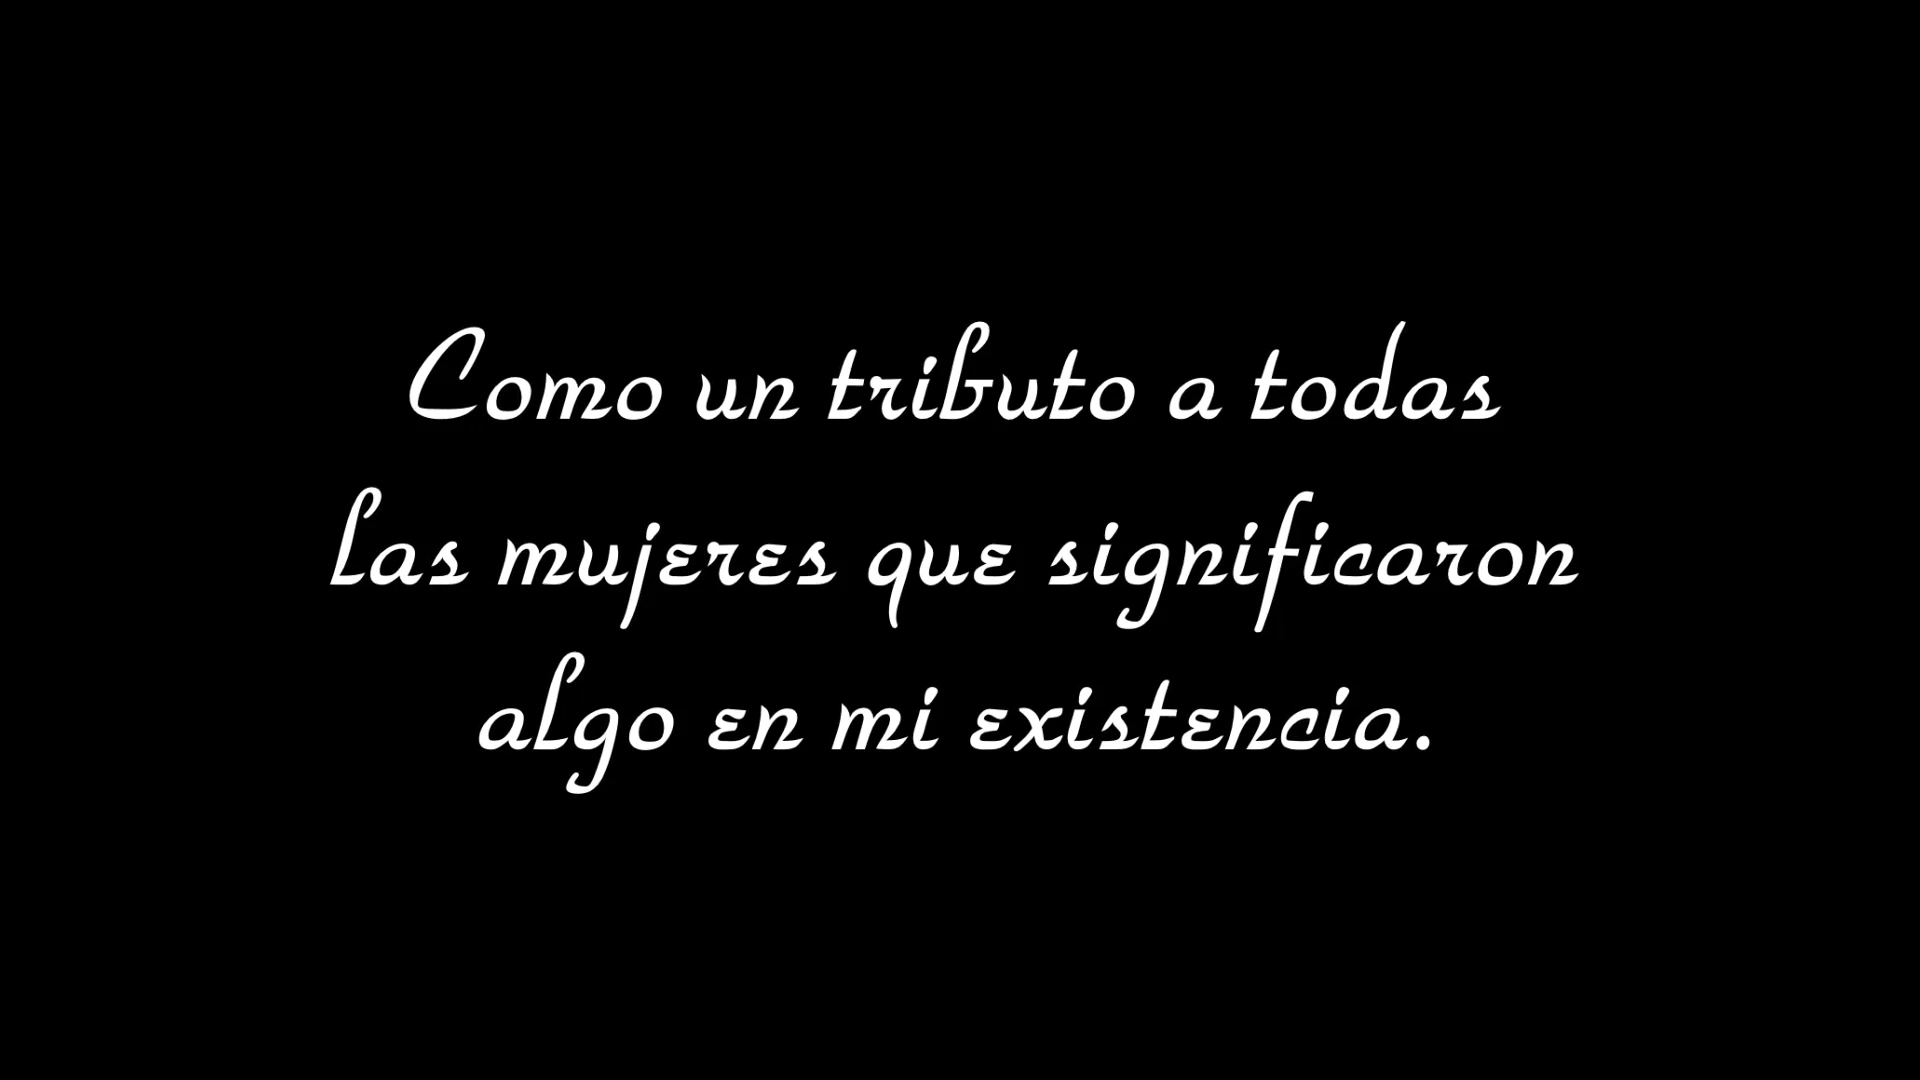 Como un tributo a todas
las mujeres que significaron
algo en mi existencia.